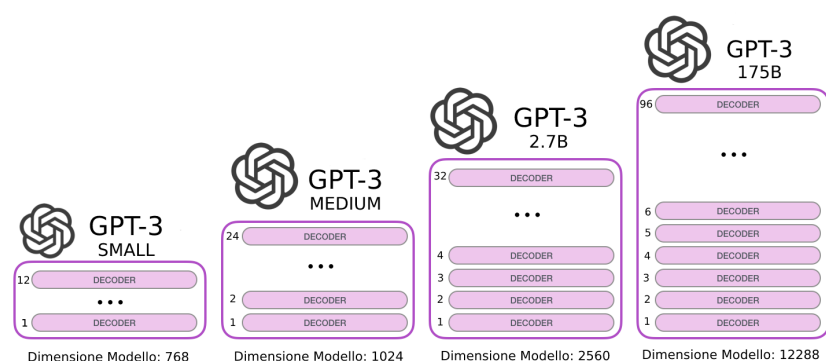 GPT-3
SMALL
12 DECODER
...
1 DECODER
Dimensione Modello: 768
GPT-3
MEDIUM
24 DECODER
...
2 DECODER
1 DECODER
Dimensione Modello: 1024
GPT-3
2.7B
32 DECODER
...
4 DECODER
3 DECODER
2 DECODER
1 DECODER
Dimensione Modello: 2560
GPT-3
175B
96 DECODER
...
6 DECODER
5 DECODER
4 DECODER
3 DECODER
2 DECODER
1 DECODER
Dimensione Modello: 12288